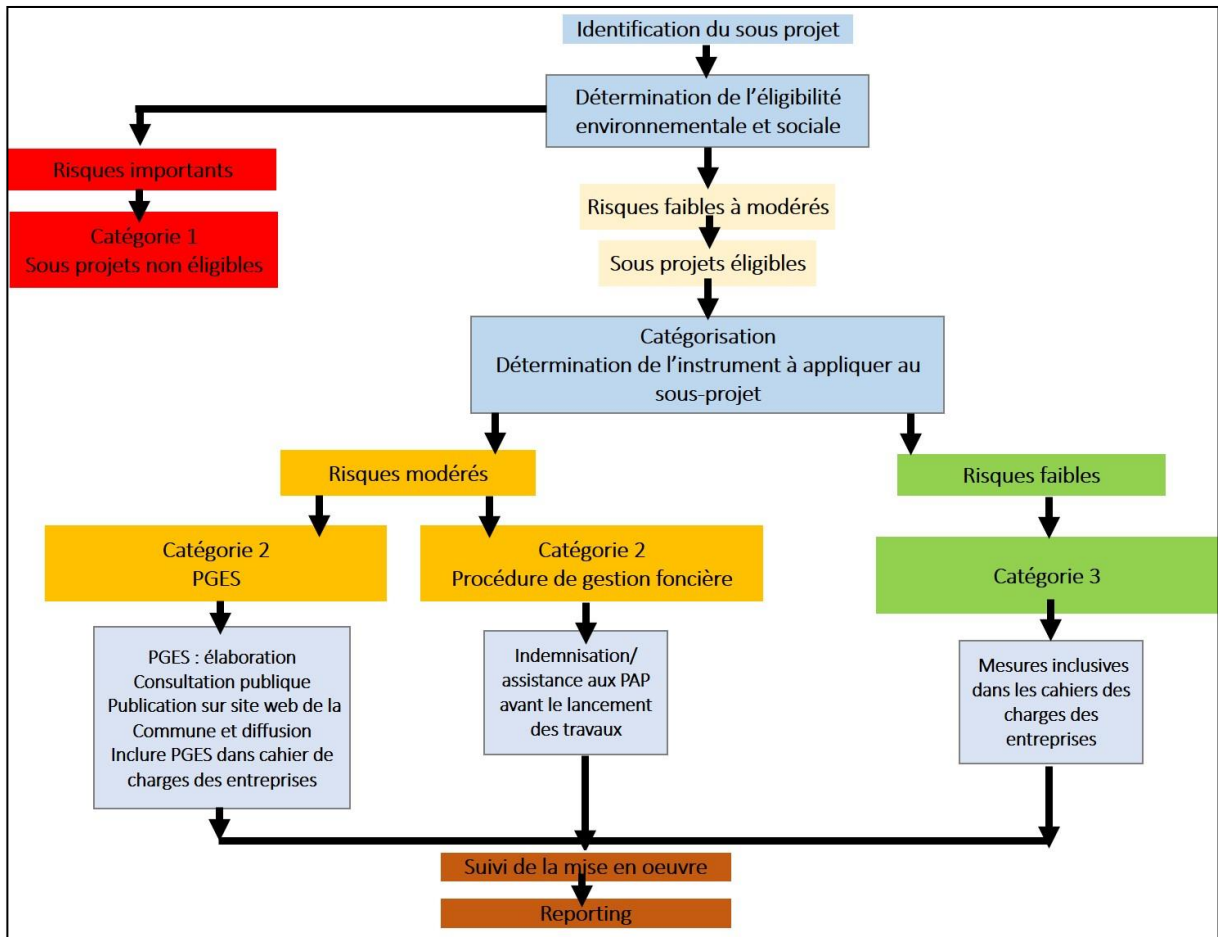 Identification du sous projet
Détermination de l'éligibilité
environnementale et sociale
Risques importants
Catégorie 1
Sous projets non éligibles
Risques faibles à modérés
Sous projets éligibles
Catégorisation
Détermination de l'instrument à appliquer au
sous-projet
Risques modérés
Risques faibles
Catégorie 2
PGES
Catégorie 2
Procédure de gestion foncière
Catégorie 3
PGES : élaboration
Consultation publique
Publication sur site web de la
Commune et diffusion
Inclure PGES dans cahier de
charges des entreprises
Indemnisation/
assistance aux PAP
avant le lancement
des travaux
Mesures inclusives
dans les cahiers des
charges des
entreprises
Suivi de la mise en oeuvre
Reporting